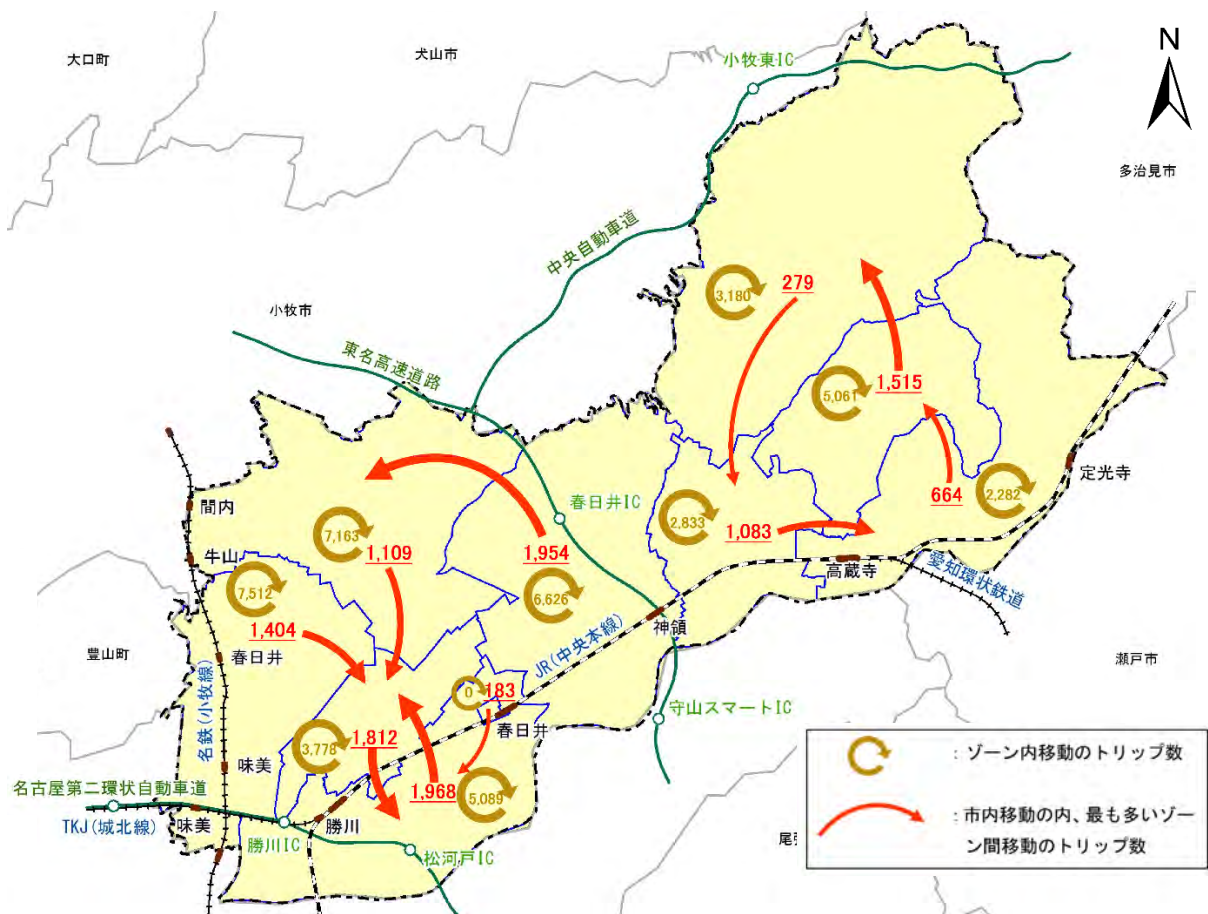 大口町
犬山市
小牧東IC
N
多治見市
中央自動車道
小牧市
東名高速道路
3,180
279
5,061
1,515
定光寺
664
2,282
間内
春日井IC
2,833
1,083
牛山
7,163
1,109
1,954
高蔵寺
愛知環状鉄道
7,512
6,626
1,404
神領
豊山町
春日井
JR(中央本線)
瀬戸市
名鉄(小牧線)
0
183
守山スマートIC
春日井
3,778
1,812
味美
1,968
5,089
名古屋第二環状自動車道
TKJ(城北線)
味美
勝川
勝川IC
松河戸IC
：ゾーン内移動のトリップ数
：市内移動の内、最も多いゾー
ン間移動のトリップ数